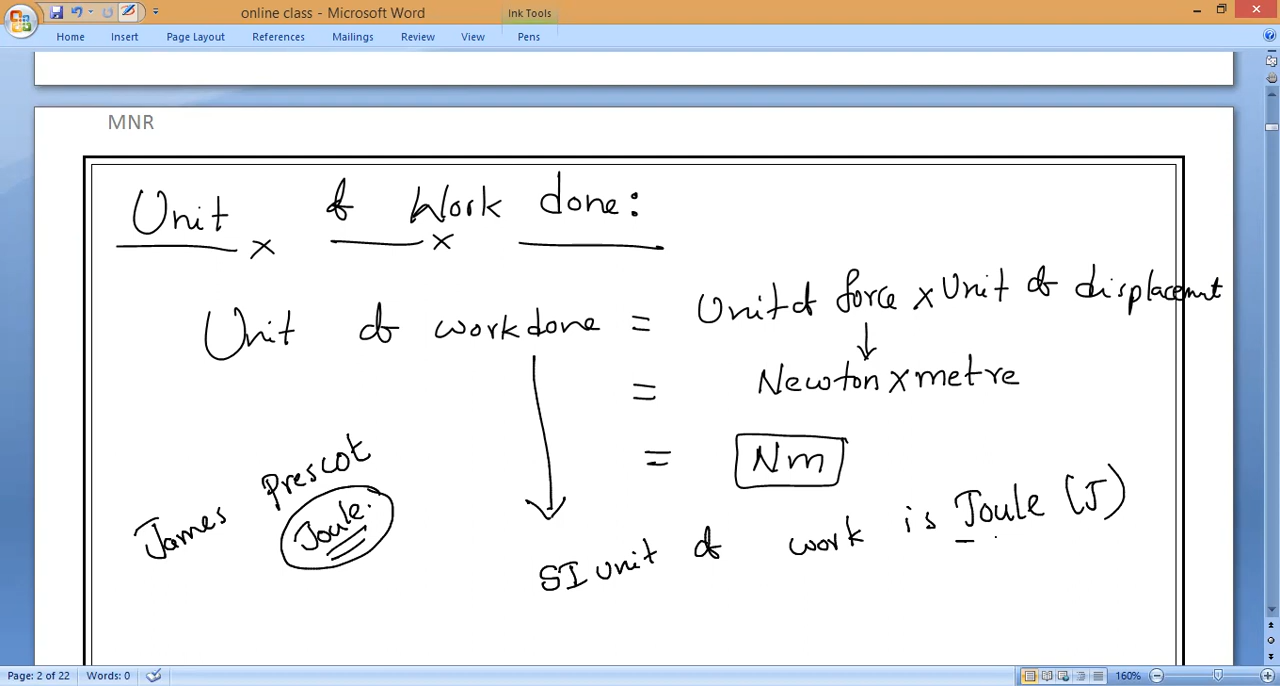 online class - Microsoft Word
Ink Tools
Home Insert Page Layout References Mailings Review View Pens
MNR
Unit of Work done:
Unit of workdone = Unit of force x Unit of displacemnt
= Newton x metre
= Nm
James Prescot Joule.
SI unit of work is Joule (J)
Page: 2 of 22 Words: 0 160%